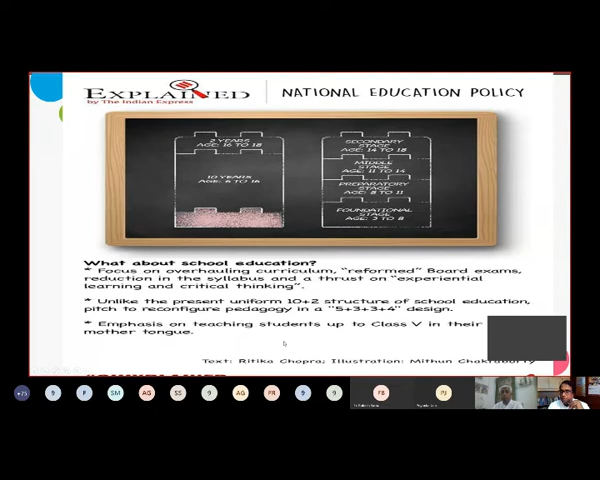 EXPLAINED
by The Indian Express
NATIONAL EDUCATION POLICY
2 YEARS
AGE: 16 TO 18
10 YEARS
AGE: 6 TO 16
SECONDARY
STAGE
AGE: 14 TO 18
MIDDLE
STAGE
AGE: 11 TO 14
PREPARATORY
STAGE
AGE: 8 TO 11
FOUNDATIONAL
STAGE
AGE: 3 TO 8
What about school education?
* Focus on overhauling curriculum, "reformed" Board exams,
reduction in the syllabus and a thrust on "experiential
learning and critical thinking".
* Unlike the present uniform 10+2 structure of school education,
pitch to reconfigure pedagogy in a "5+3+3+4" design.
* Emphasis on teaching students up to Class V in their
mother tongue.
Text: Ritika Chopra; Illustration: Mithun Chakraborty
+75
P
SM
AG
SS
9
AG
FR
9
FB
PJ